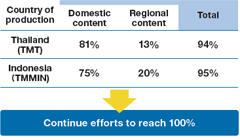 Country of production Domestic content Regional content Total
Thailand (TMT) 81% 13% 94%
Indonesia (TMMIN) 75% 20% 95%
Continue efforts to reach 100%